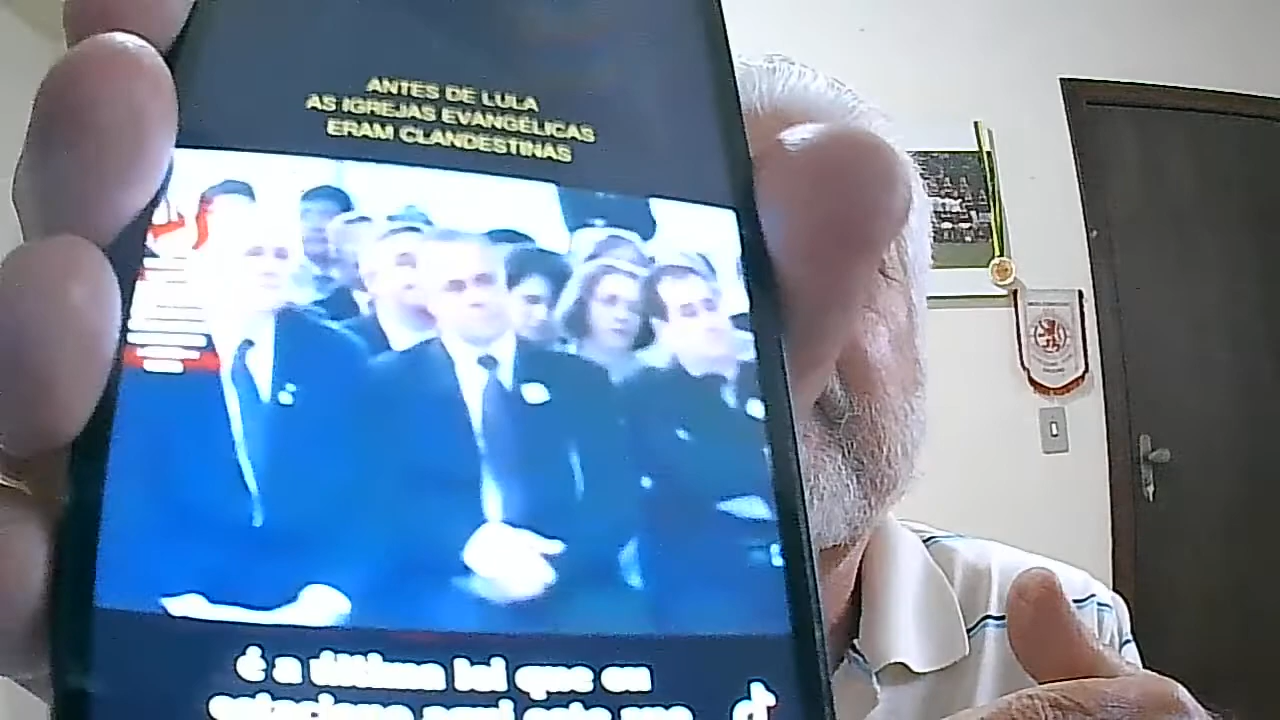 ANTES DE LULA
AS IGREJAS EVANGÉLICAS
ERAM CLANDESTINAS
é a última lei que eu